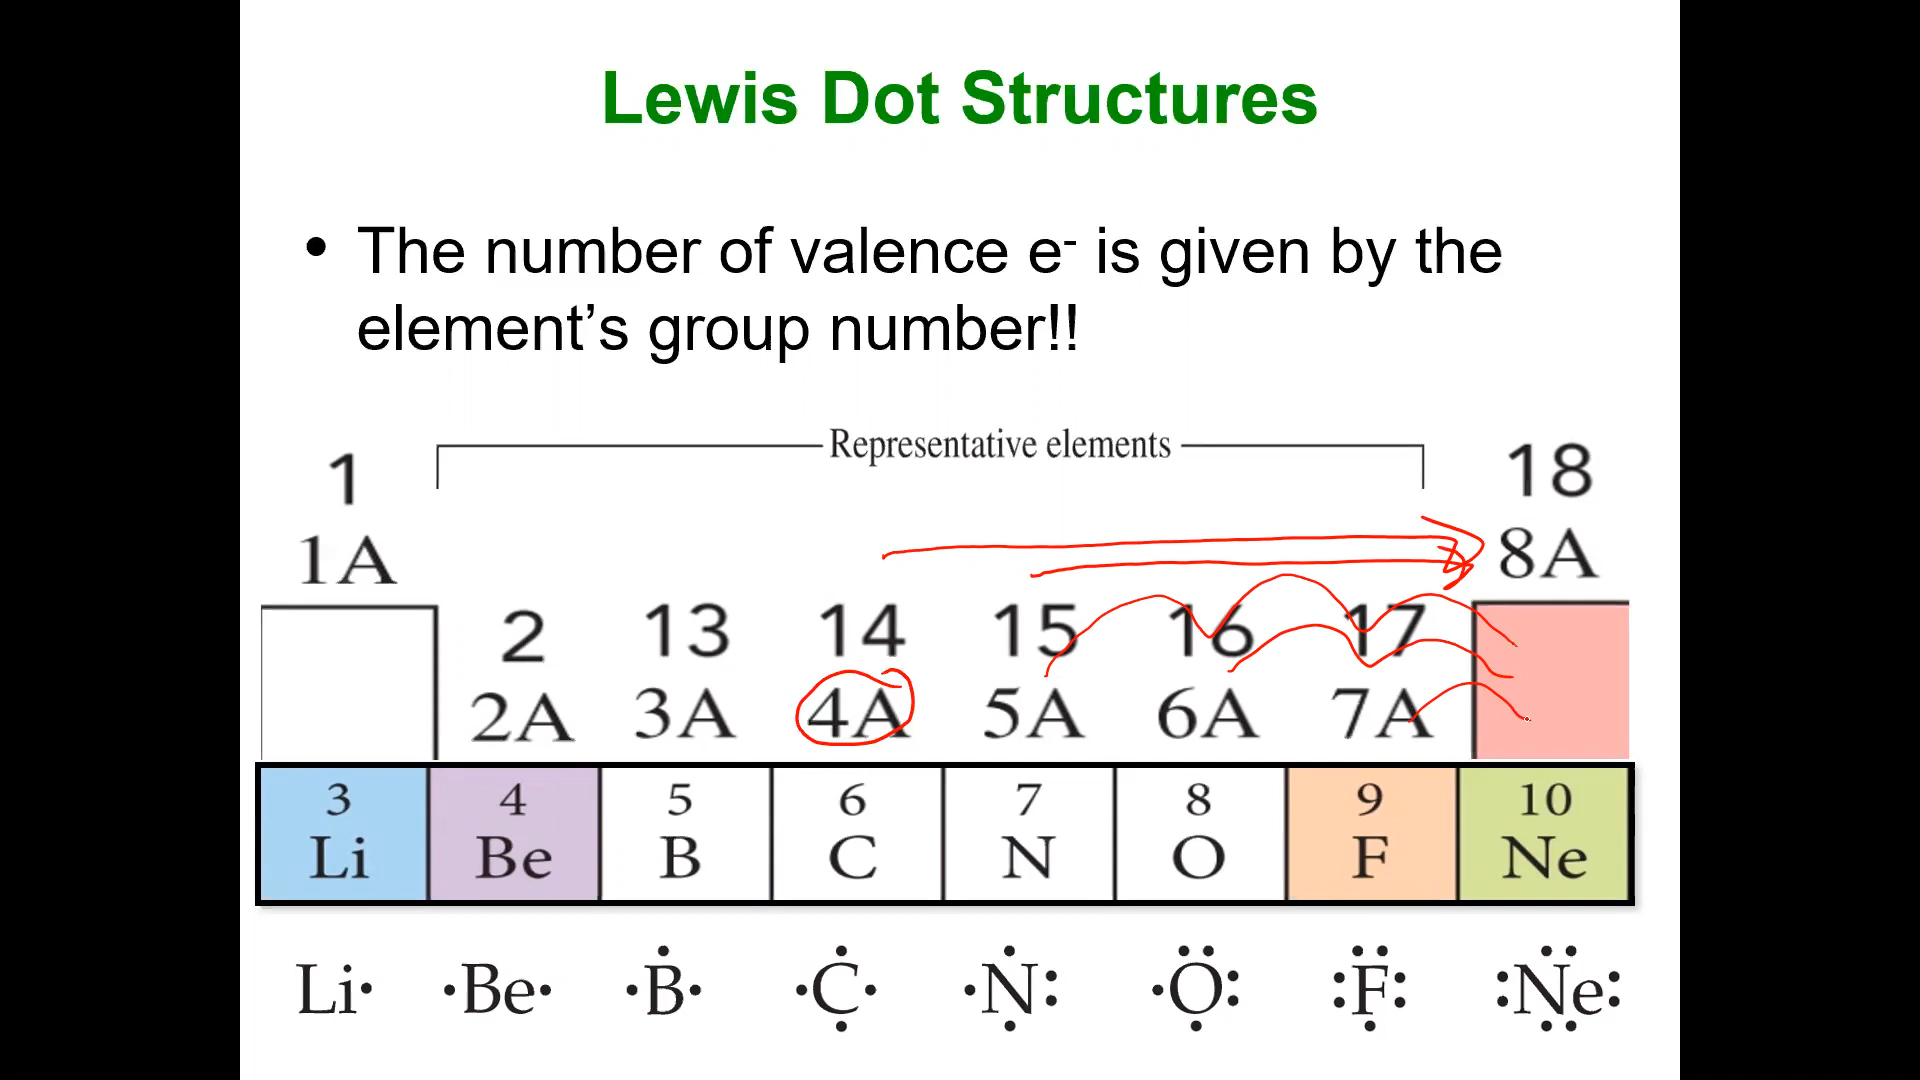 Lewis Dot Structures
• The number of valence e⁻ is given by the
element’s group number!!
Representative elements
1 18
1A 8A
2 13 14 15 16 17
2A 3A 4A 5A 6A 7A
3 4 5 6 7 8 9 10
Li Be B C N O F Ne
Li Be B C N O F Ne